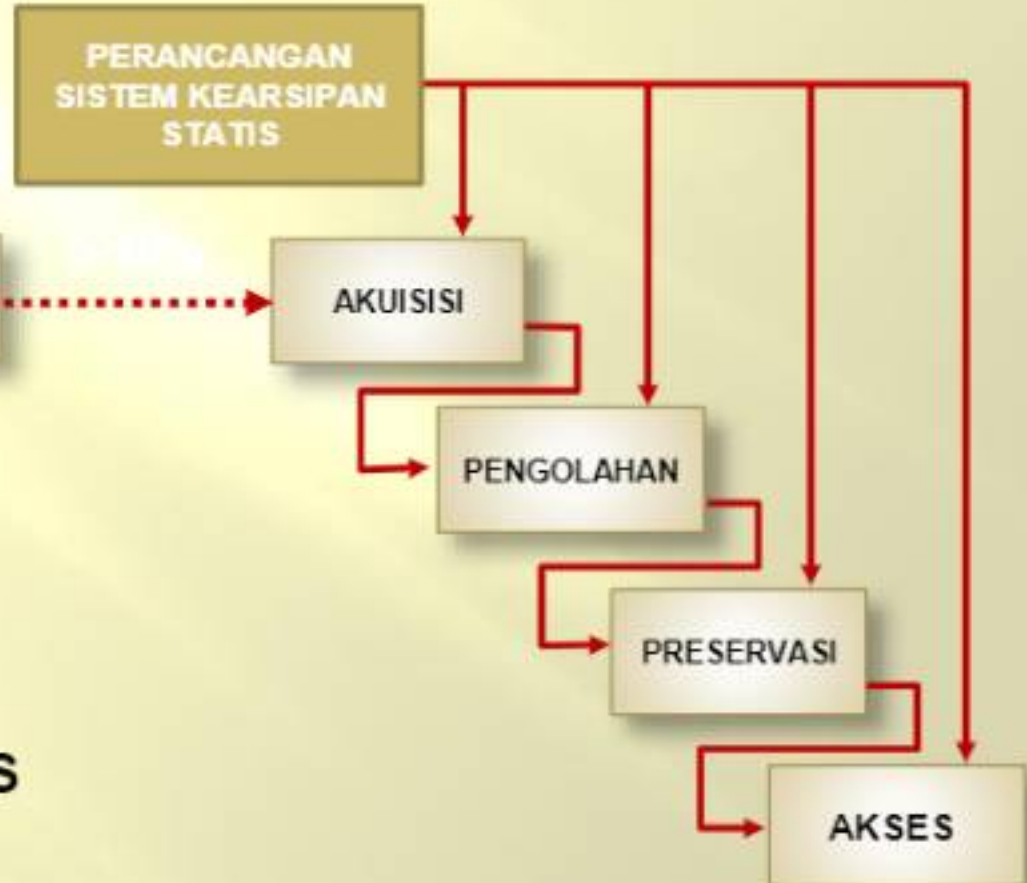 PERANCANGAN
SISTEM KEARSIPAN
STATIS
AKUISISI
PENGOLAHAN
PRESERVASI
S
AKSES